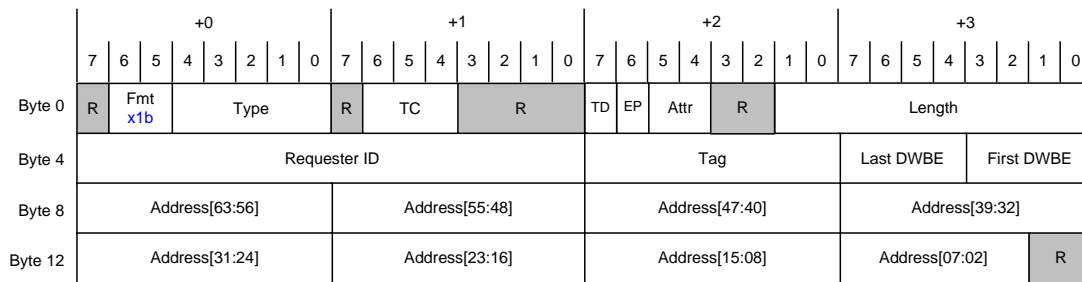 +0 +1 +2 +3
7 6 5 4 3 2 1 0 7 6 5 4 3 2 1 0 7 6 5 4 3 2 1 0 7 6 5 4 3 2 1 0
Byte 0 R Fmt x1b Type R TC R TD EP Attr R Length
Byte 4 Requester ID Tag Last DWBE First DWBE
Byte 8 Address[63:56] Address[55:48] Address[47:40] Address[39:32]
Byte 12 Address[31:24] Address[23:16] Address[15:08] Address[07:02] R